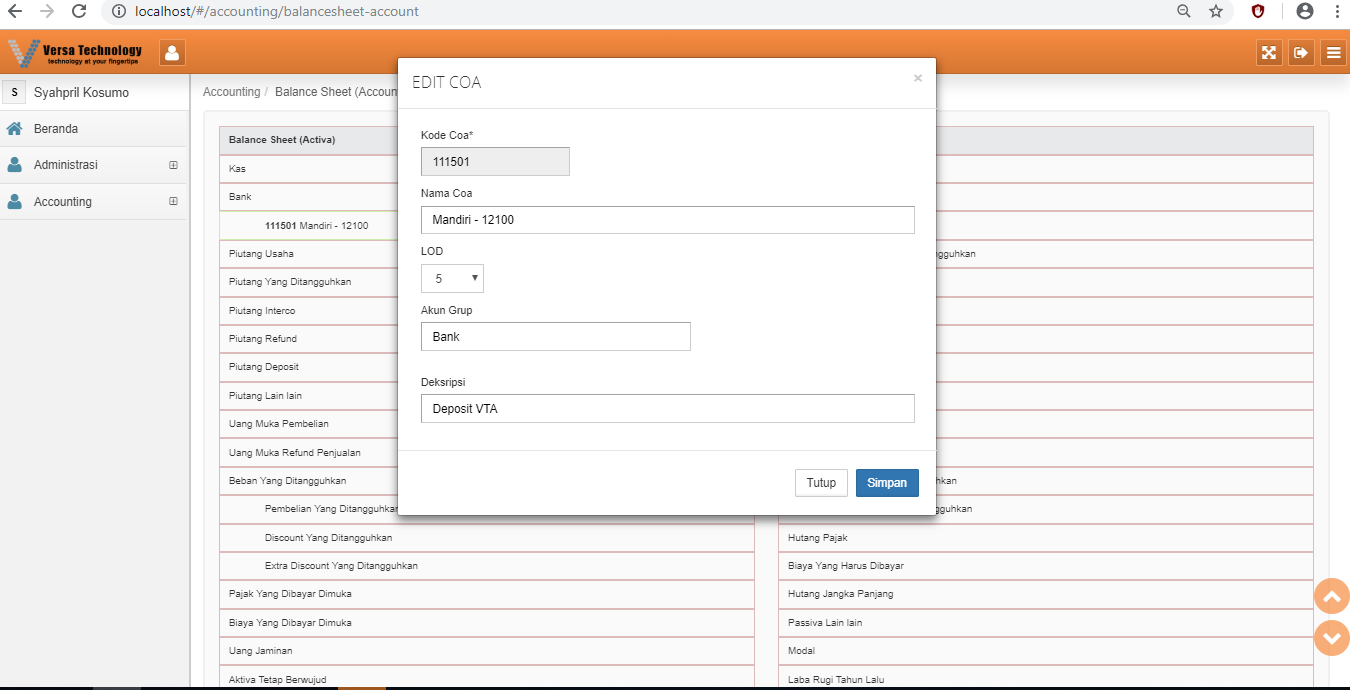 localhost/#/accounting/balancesheet-account
Versa Technology
technology at your fingertips
S Syahpril Kosumo
Beranda
Administrasi
Accounting
Accounting / Balance Sheet (Accoun
Balance Sheet (Activa)
Kas
Bank
111501 Mandiri - 12100
Piutang Usaha
Piutang Yang Ditangguhkan
Piutang Interco
Piutang Refund
Piutang Deposit
Piutang Lain lain
Uang Muka Pembelian
Uang Muka Refund Penjualan
Beban Yang Ditangguhkan
Pembelian Yang Ditangguhkan
Discount Yang Ditangguhkan
Extra Discount Yang Ditangguhkan
Pajak Yang Dibayar Dimuka
Biaya Yang Dibayar Dimuka
Uang Jaminan
Aktiva Tetap Berwujud
EDIT COA
×
Kode Coa*
111501
Nama Coa
Mandiri - 12100
LOD
5
Akun Grup
Bank
Deksripsi
Deposit VTA
Tutup
Simpan
gguhkan
hkan
gguhkan
Hutang Pajak
Biaya Yang Harus Dibayar
Hutang Jangka Panjang
Passiva Lain lain
Modal
Laba Rugi Tahun Lalu